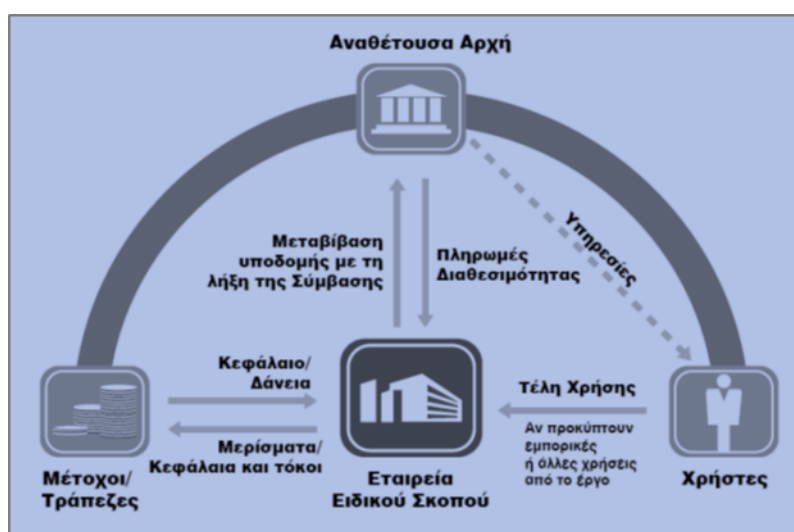 Αναθέτουσα Αρχή
Μεταβίβαση
υποδομής με τη
λήξη της Σύμβασης
Πληρωμές
Διαθεσιμότητας
Υπηρεσίες
Κεφάλαιο/
Δάνεια
Μερίσματα/
Κεφάλαια και τόκοι
Τέλη Χρήσης
Αν προκύπτουν
εμπορικές
ή άλλες χρήσεις
από το έργο
Μέτοχοι/
Τράπεζες
Εταιρεία
Ειδικού Σκοπού
Χρήστες